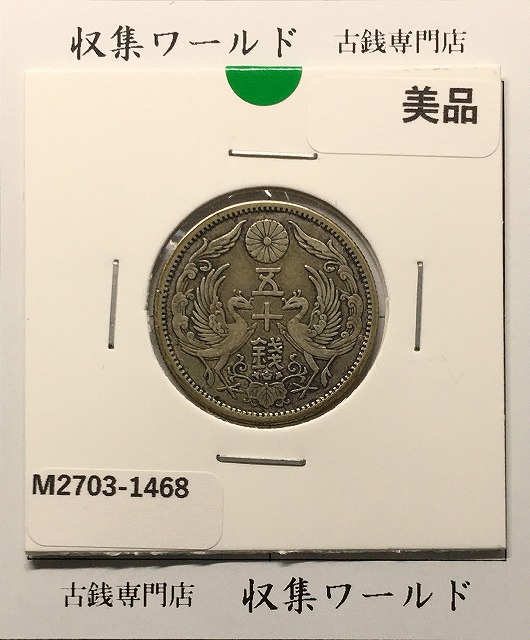 収集ワールド 古銭専門店
美品
五十錢
M2703-1468
古銭専門店 収集ワールド